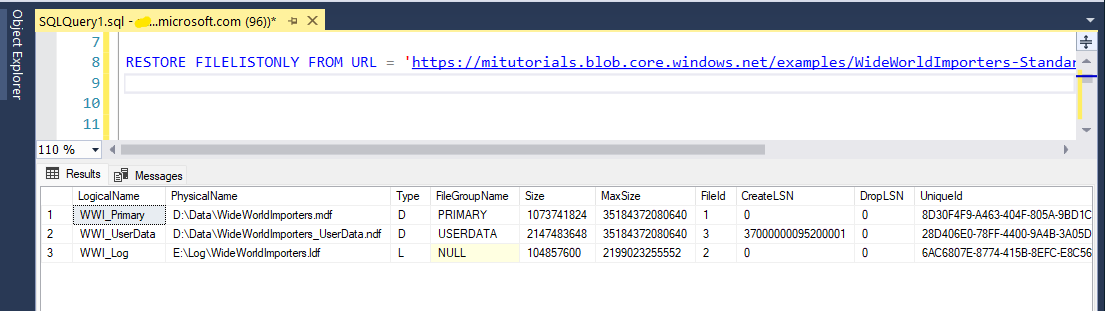 Object Explorer
SQLQuery1.sql - ...microsoft.com (96))*
7
8 RESTORE FILELISTONLY FROM URL = 'https://mitutorials.blob.core.windows.net/examples/WideWorldImporters-Standar
9
10
11
110 %
Results Messages
LogicalName PhysicalName Type FileGroupName Size MaxSize FileId CreateLSN DropLSN UniqueId
1 WWI_Primary D:\Data\WideWorldImporters.mdf D PRIMARY 1073741824 35184372080640 1 0 0 8D30F4F9-A463-404F-805A-9BD1C
2 WWI_UserData D:\Data\WideWorldImporters_UserData.ndf D USERDATA 2147483648 35184372080640 3 37000000095200001 0 28D406E0-78FF-4400-9A4B-3A05D
3 WWI_Log E:\Log\WideWorldImporters.ldf L NULL 104857600 2199023255552 2 0 0 6AC6807E-8774-415B-8EFC-E8C56